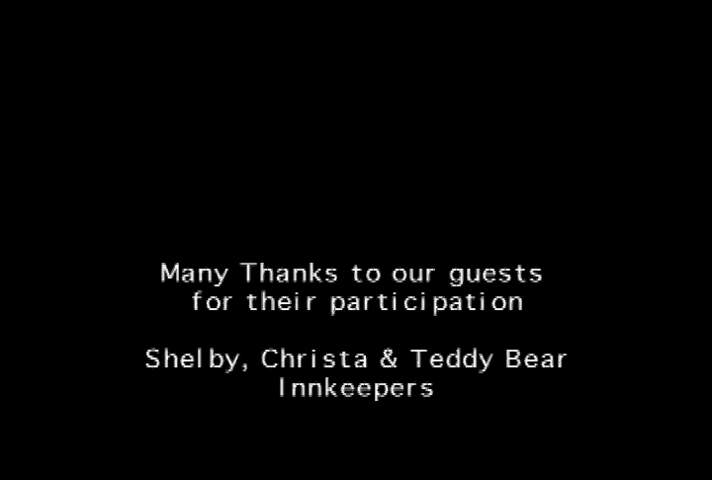 Many Thanks to our guests
for their participation
Shelby, Christa & Teddy Bear
Innkeepers